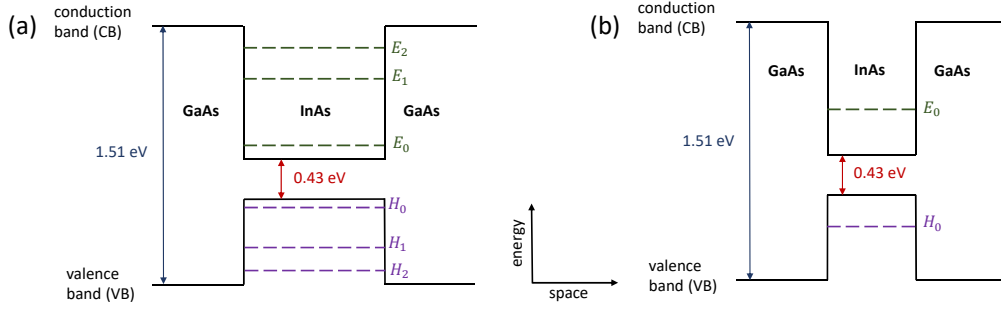 (a)
conduction
band (CB)
E₂
E₁
GaAs
InAs
GaAs
E₀
1.51 eV
0.43 eV
H₀
H₁
H₂
valence
band (VB)
energy
space
(b)
conduction
band (CB)
GaAs
InAs
GaAs
E₀
1.51 eV
0.43 eV
H₀
valence
band (VB)